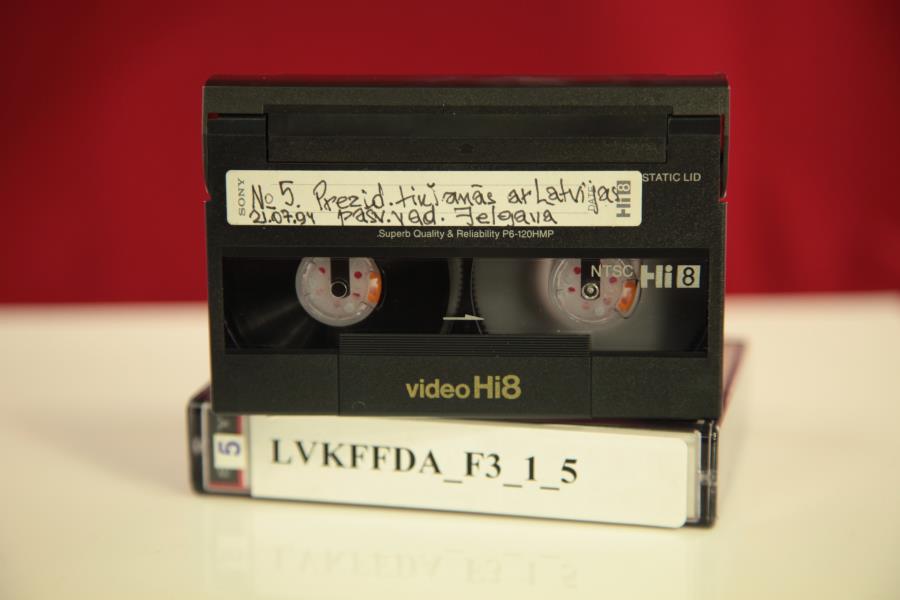 STATIC LID
SONY
№ 5. Prezid. tikšanās ar Latvijas
21.07.94 pašv. vad. Jelgava
DATE
Hi8
.Superb Quality & Reliability P6-120HMP
NTSC Hi8
video Hi8
5
LVKFFDA_F3_1_5